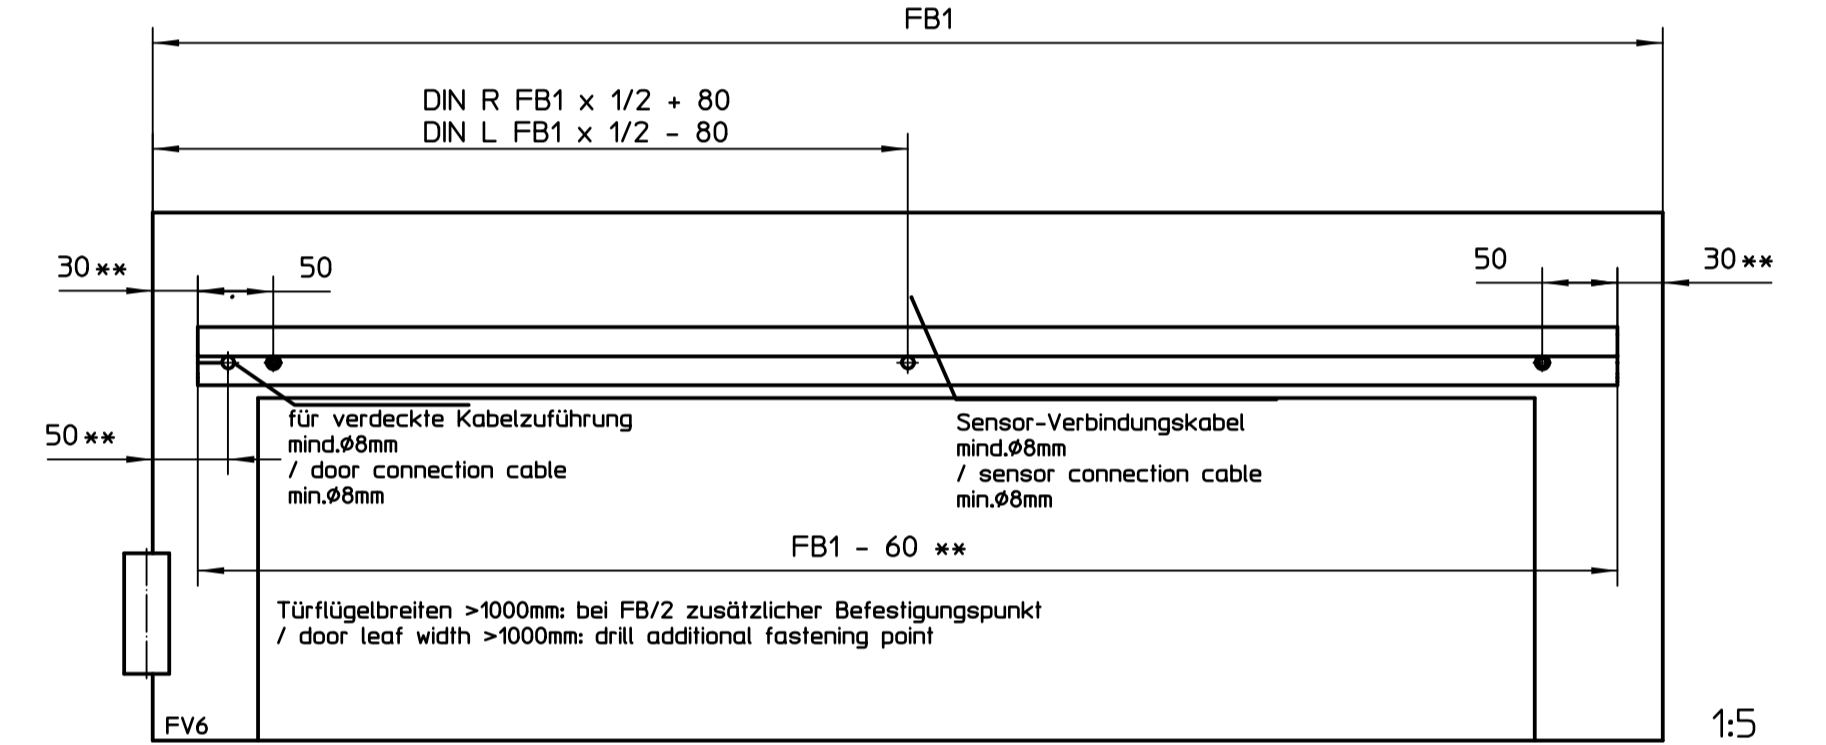 FB1
DIN R FB1 x 1/2 + 80
DIN L FB1 x 1/2 - 80
30**
50
50
30**
für verdeckte Kabelzuführung
mind.Ø8mm
/ door connection cable
min.Ø8mm
Sensor-Verbindungskabel
mind.Ø8mm
/ sensor connection cable
min.Ø8mm
50**
FB1 - 60 **
Türflügelbreiten >1000mm: bei FB/2 zusätzlicher Befestigungspunkt
/ door leaf width >1000mm: drill additional fastening point
FV6
1:5